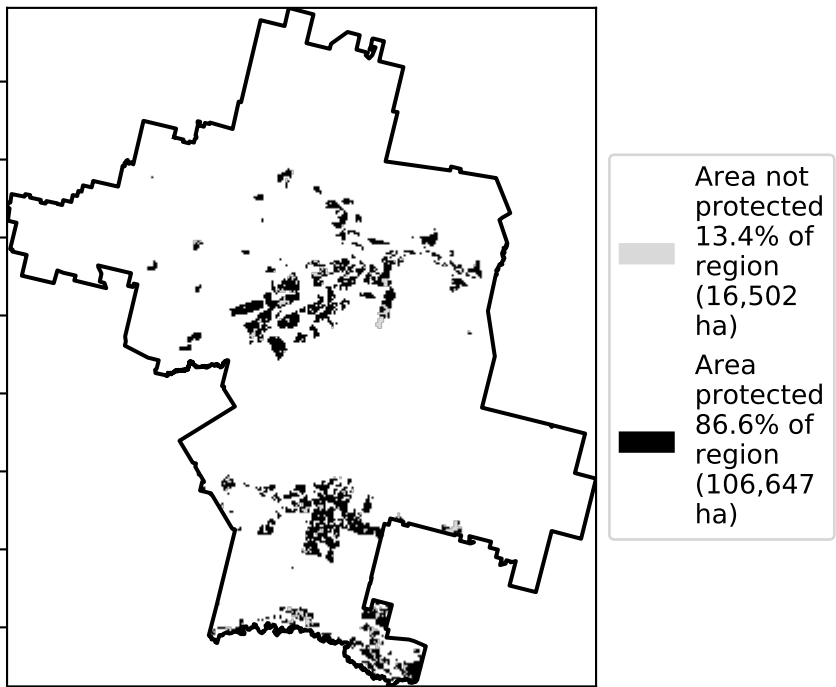 Area not
protected
13.4% of
region
(16,502
ha)
Area
protected
86.6% of
region
(106,647
ha)